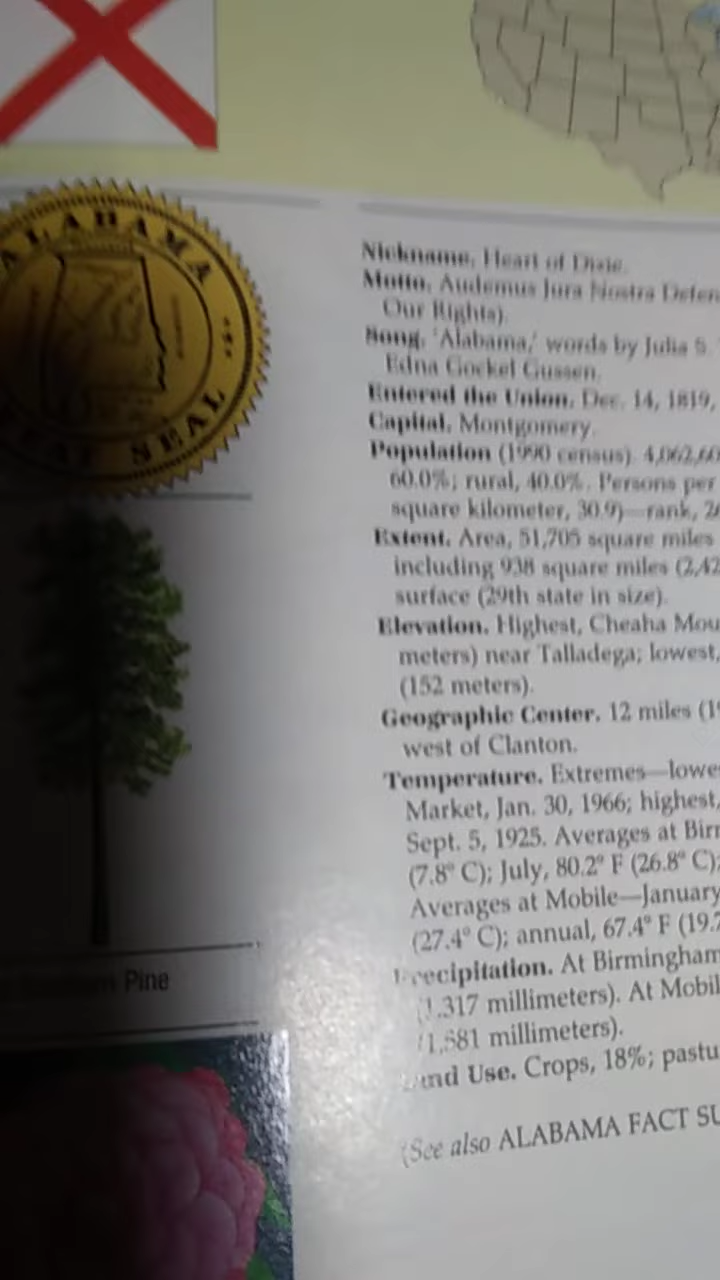 ALABAMA
SEAL
Pine
Nickname. Heart of Dixie.
Motto. Audemus Jura Nostra Defen
Our Rights).
Song. 'Alabama,' words by Julia S.
Edna Gockel Gussen.
Entered the Union. Dec. 14, 1819,
Capital. Montgomery.
Population (1990 census). 4,062,60
60.0%; rural, 40.0%. Persons per
square kilometer, 30.9)—rank, 2
Extent. Area, 51,705 square miles
including 938 square miles (2,42
surface (29th state in size).
Elevation. Highest, Cheaha Mou
meters) near Talladega; lowest,
(152 meters).
Geographic Center. 12 miles (19
west of Clanton.
Temperature. Extremes—lowe
Market, Jan. 30, 1966; highest,
Sept. 5, 1925. Averages at Birm
(7.8° C); July, 80.2° F (26.8° C);
Averages at Mobile—January
(27.4° C); annual, 67.4° F (19.7
Precipitation. At Birmingham
(1,317 millimeters). At Mobil
(1,581 millimeters).
Land Use. Crops, 18%; pastu
(See also ALABAMA FACT SU